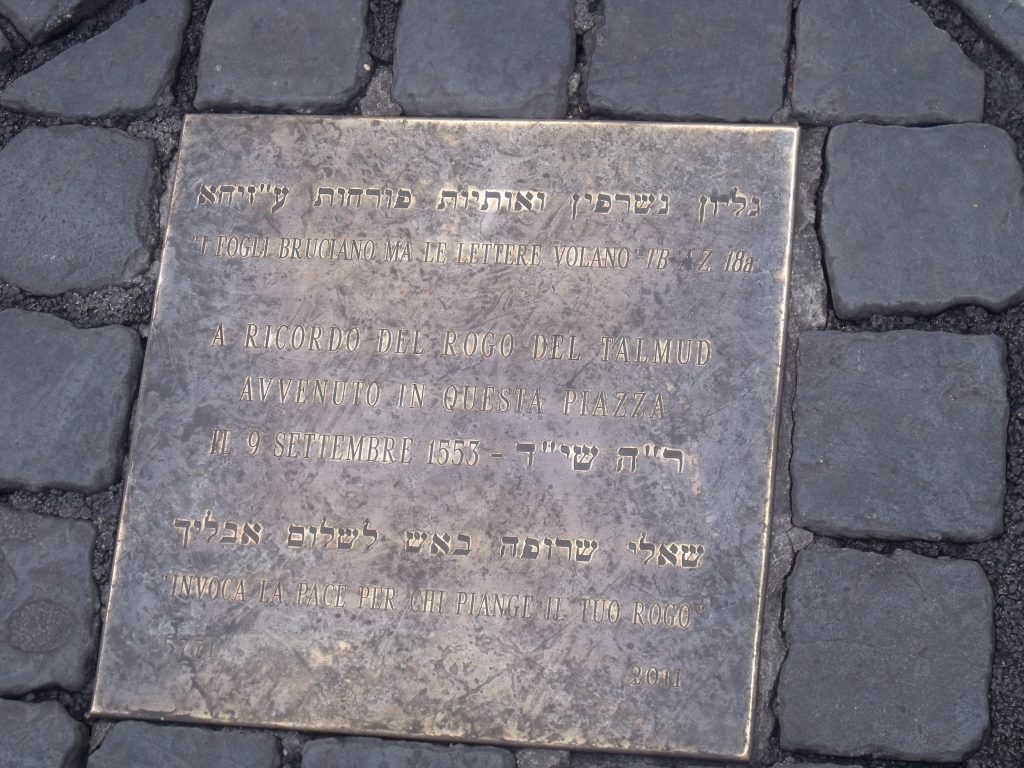 גליון נשרפין ואותיות פורחות ע"זיחא
"I FOGLI BRUCIANO MA LE LETTERE VOLANO" TB A.Z. 18a
A RICORDO DEL ROGO DEL TALMUD
AVVENUTO IN QUESTA PIAZZA
IL 9 SETTEMBRE 1553 - ר"ה שי"ד
שאלי שרופה באש לשלום אבליך
"INVOCA LA PACE PER CHI PIANGE IL TUO ROGO"
5771 2011